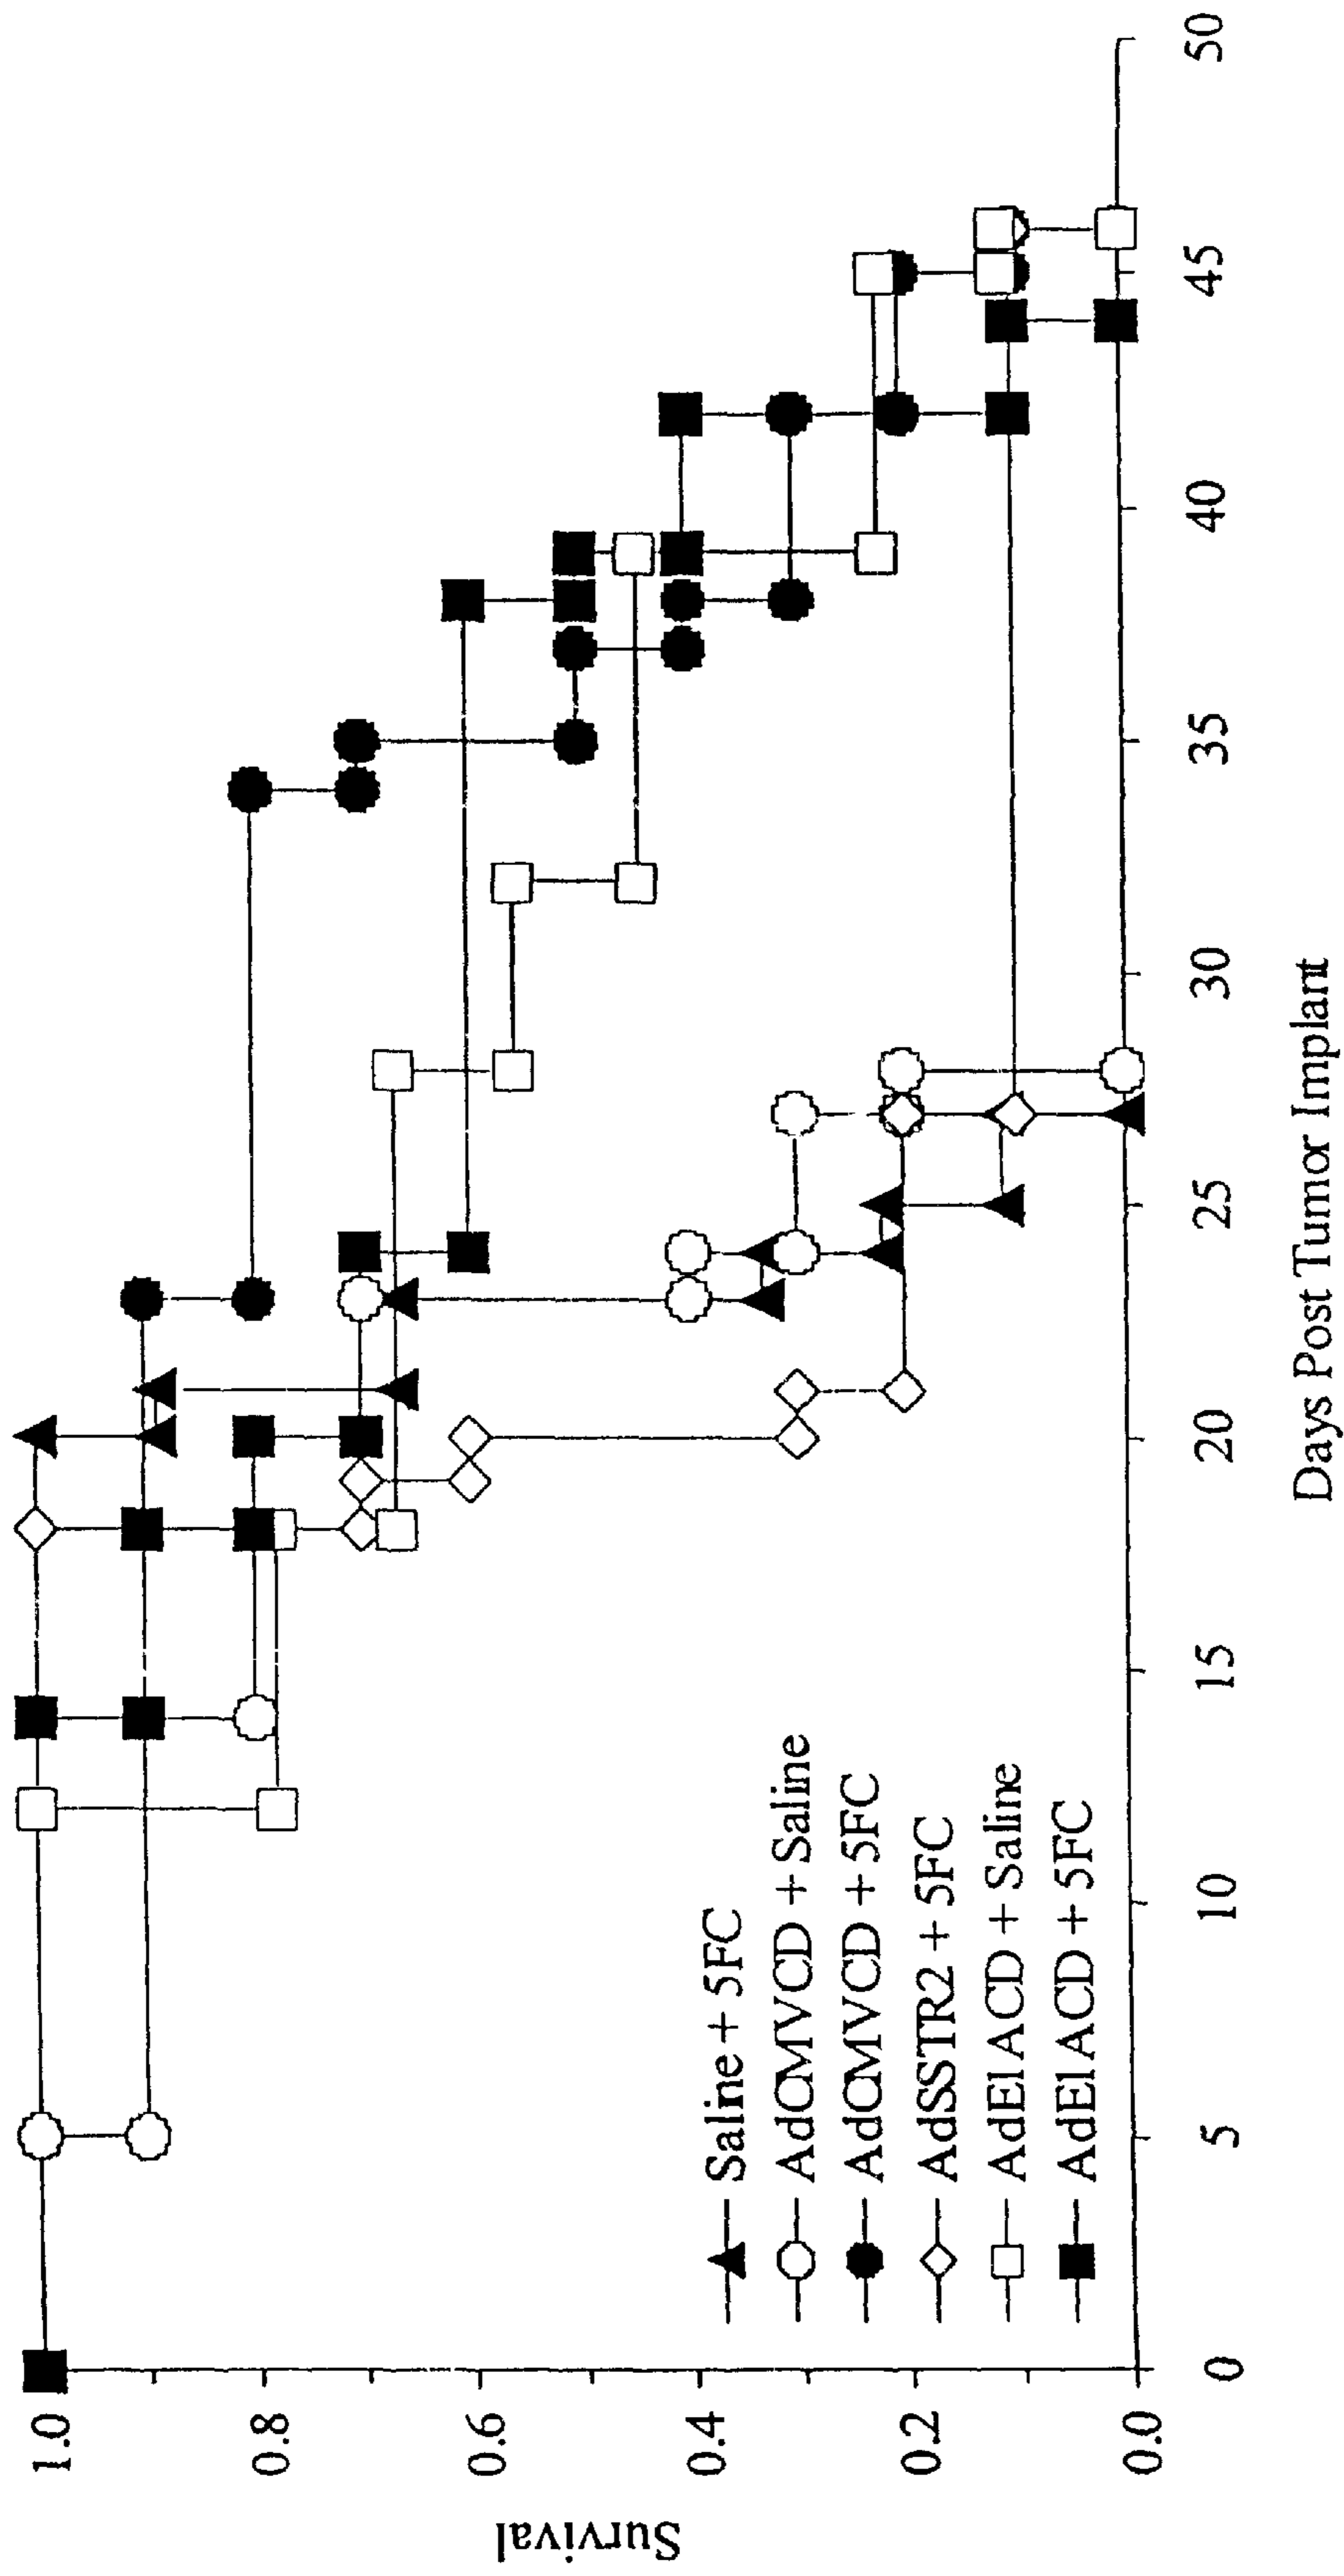 Survival
1.0
0.8
0.6
0.4
0.2
0.0
Saline + 5FC
AdCMVCD + Saline
AdCMVCD + 5FC
AdSSTR2 + 5FC
AdE1ACD + Saline
AdE1ACD + 5FC
0 5 10 15 20 25 30 35 40 45 50
Days Post Tumor Implant